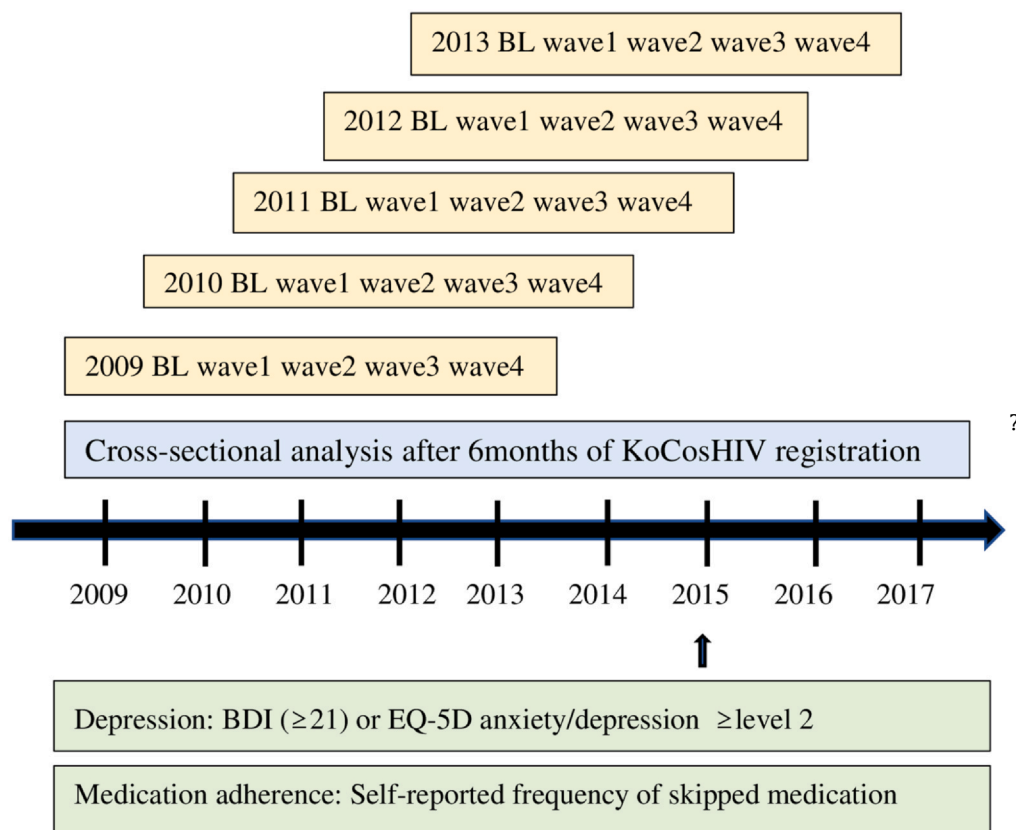 2013 BL wave1 wave2 wave3 wave4
2012 BL wave1 wave2 wave3 wave4
2011 BL wave1 wave2 wave3 wave4
2010 BL wave1 wave2 wave3 wave4
2009 BL wave1 wave2 wave3 wave4
?
Cross-sectional analysis after 6months of KoCosHIV registration
2009 2010 2011 2012 2013 2014 2015 2016 2017
Depression: BDI (≥21) or EQ-5D anxiety/depression ≥level 2
Medication adherence: Self-reported frequency of skipped medication